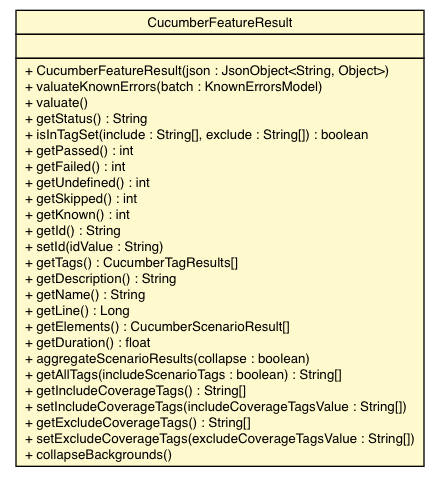 CucumberFeatureResult
+ CucumberFeatureResult(json : JsonObject<String, Object>)
+ valuateKnownErrors(batch : KnownErrorsModel)
+ valuate()
+ getStatus() : String
+ isInTagSet(include : String[], exclude : String[]) : boolean
+ getPassed() : int
+ getFailed() : int
+ getUndefined() : int
+ getSkipped() : int
+ getKnown() : int
+ getId() : String
+ setId(idValue : String)
+ getTags() : CucumberTagResults[]
+ getDescription() : String
+ getName() : String
+ getLine() : Long
+ getElements() : CucumberScenarioResult[]
+ getDuration() : float
+ aggregateScenarioResults(collapse : boolean)
+ getAllTags(includeScenarioTags : boolean) : String[]
+ getIncludeCoverageTags() : String[]
+ setIncludeCoverageTags(includeCoverageTagsValue : String[])
+ getExcludeCoverageTags() : String[]
+ setExcludeCoverageTags(excludeCoverageTagsValue : String[])
+ collapseBackgrounds()